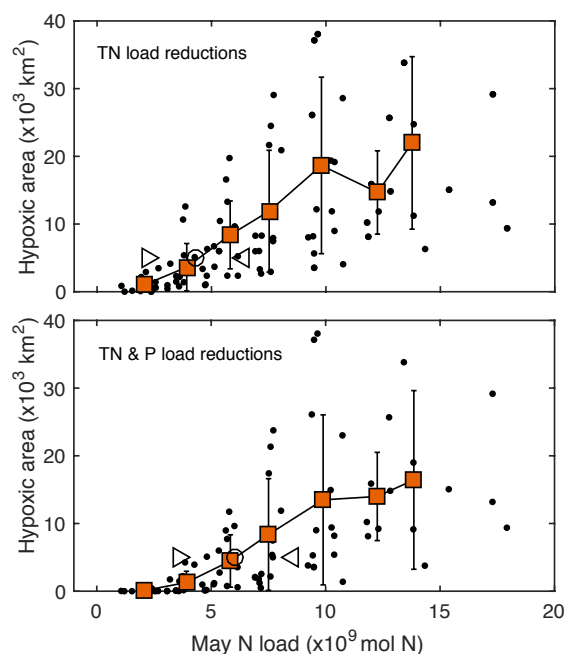 40
TN load reductions
30
20
10
0
Hypoxic area (x10³ km²)
40
TN & P load reductions
30
20
10
0
Hypoxic area (x10³ km²)
0 5 10 15 20
May N load (x10⁹ mol N)